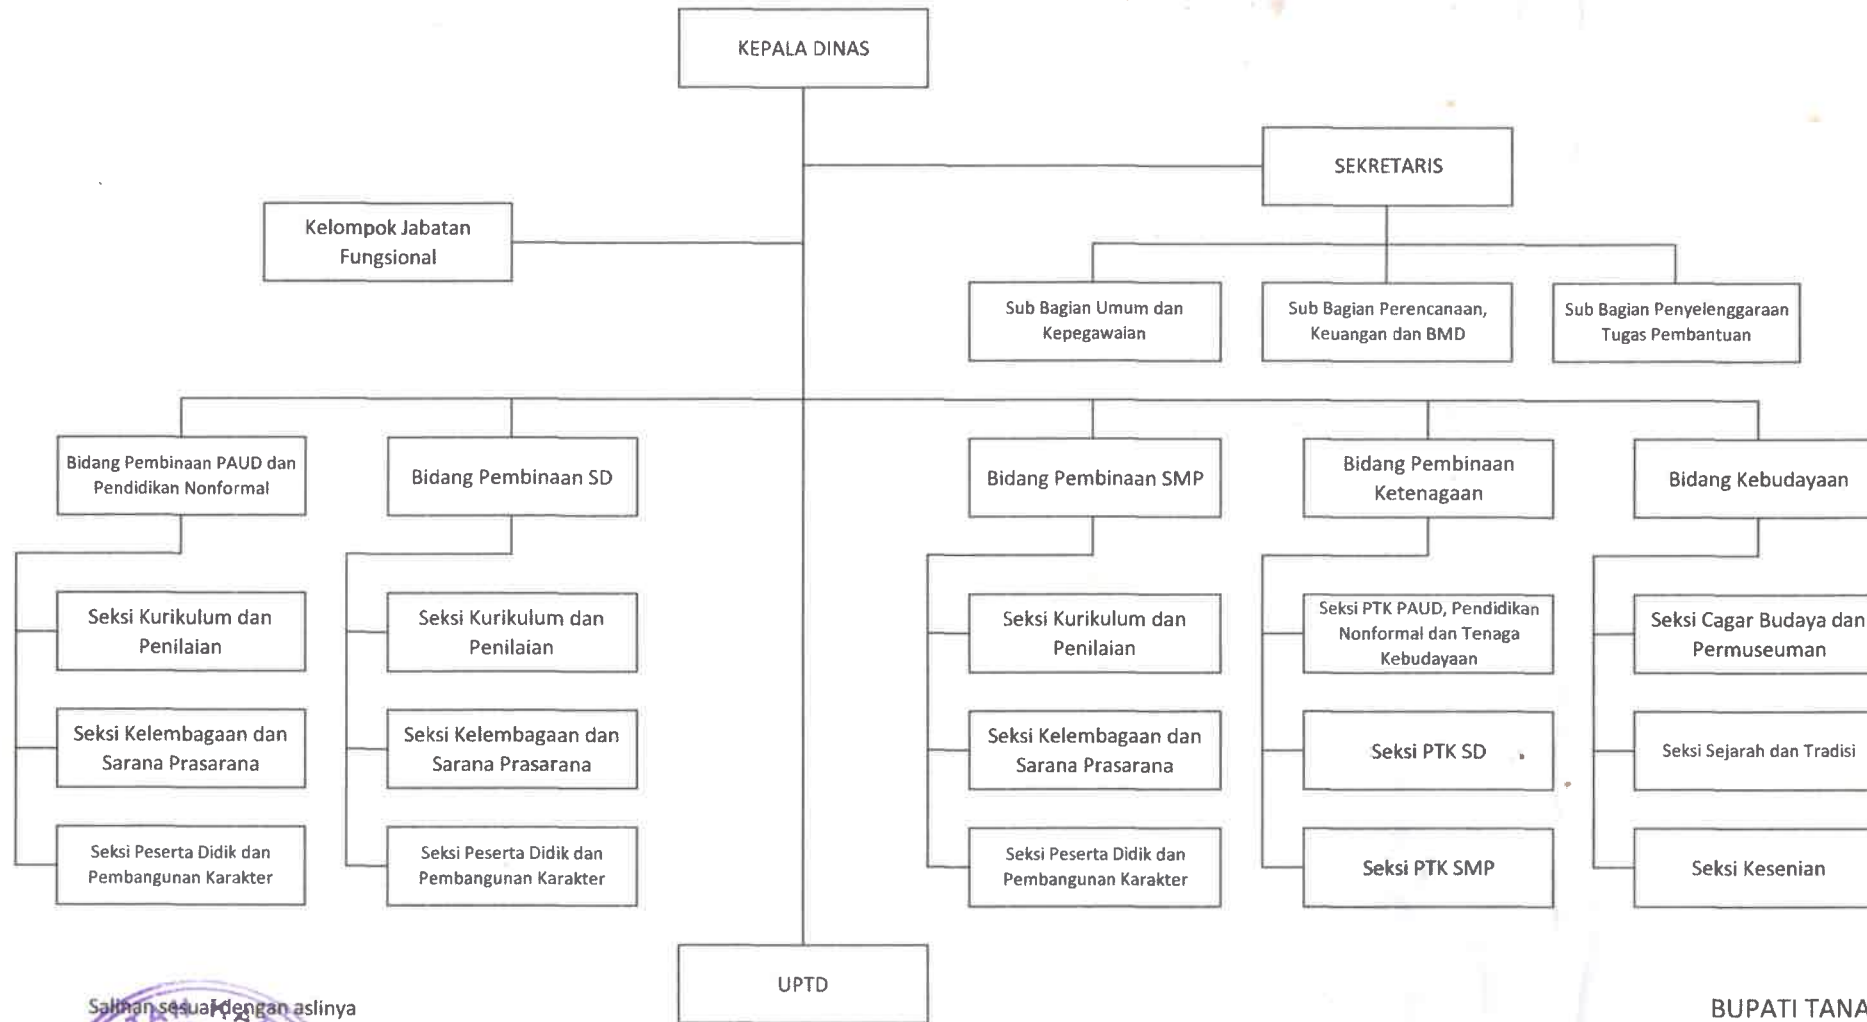 KEPALA DINAS
SEKRETARIS
Kelompok Jabatan
Fungsional
Sub Bagian Umum dan
Kepegawaian
Sub Bagian Perencanaan,
Keuangan dan BMD
Sub Bagian Penyelenggaraan
Tugas Pembantuan
Bidang Pembinaan PAUD dan
Pendidikan Nonformal
Bidang Pembinaan SD
Bidang Pembinaan SMP
Bidang Pembinaan
Ketenagaan
Bidang Kebudayaan
Seksi Kurikulum dan
Penilaian
Seksi Kurikulum dan
Penilaian
Seksi Kurikulum dan
Penilaian
Seksi PTK PAUD, Pendidikan
Nonformal dan Tenaga
Kebudayaan
Seksi Cagar Budaya dan
Permuseuman
Seksi Kelembagaan dan
Sarana Prasarana
Seksi Kelembagaan dan
Sarana Prasarana
Seksi Kelembagaan dan
Sarana Prasarana
Seksi PTK SD
Seksi Sejarah dan Tradisi
Seksi Peserta Didik dan
Pembangunan Karakter
Seksi Peserta Didik dan
Pembangunan Karakter
Seksi Peserta Didik dan
Pembangunan Karakter
Seksi PTK SMP
Seksi Kesenian
UPTD
Salinan sesuai dengan aslinya
BUPATI TANA